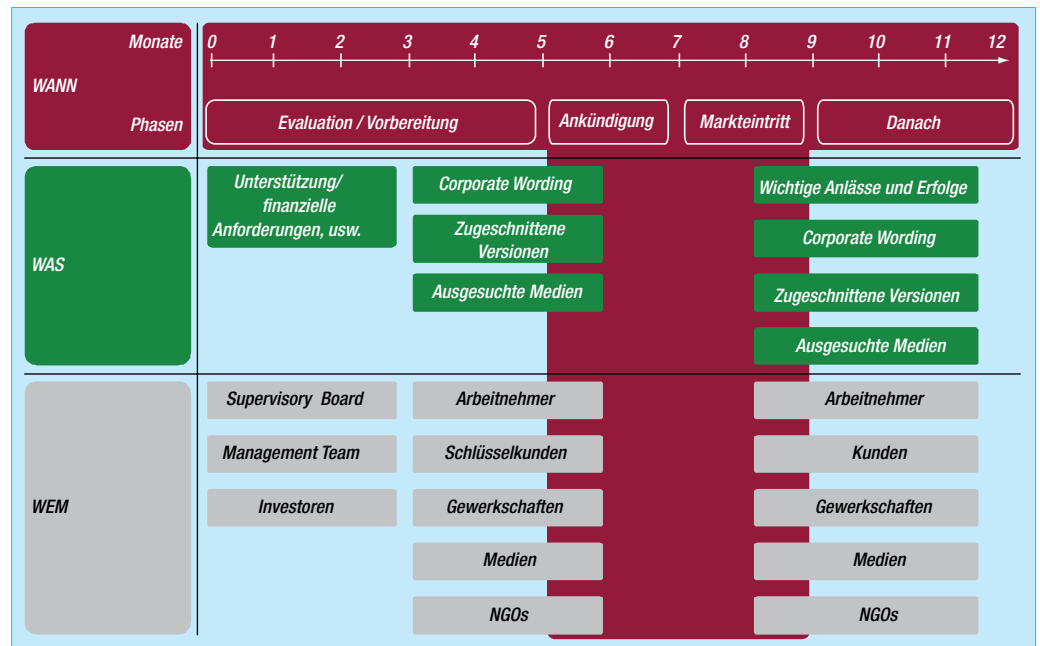 Monate
0 1 2 3 4 5 6 7 8 9 10 11 12
WANN
Phasen
Evaluation / Vorbereitung
Ankündigung
Markteintritt
Danach
WAS
Unterstützung/
finanzielle
Anforderungen, usw.
Corporate Wording
Zugeschnittene
Versionen
Ausgesuchte Medien
Wichtige Anlässe und Erfolge
Corporate Wording
Zugeschnittene Versionen
Ausgesuchte Medien
WEM
Supervisory Board
Management Team
Investoren
Arbeitnehmer
Schlüsselkunden
Gewerkschaften
Medien
NGOs
Arbeitnehmer
Kunden
Gewerkschaften
Medien
NGOs